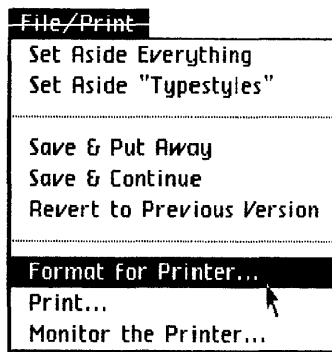 File/Print
Set Aside Everything
Set Aside "Typestyles"
Save & Put Away
Save & Continue
Revert to Previous Version
Format for Printer...
Print...
Monitor the Printer...